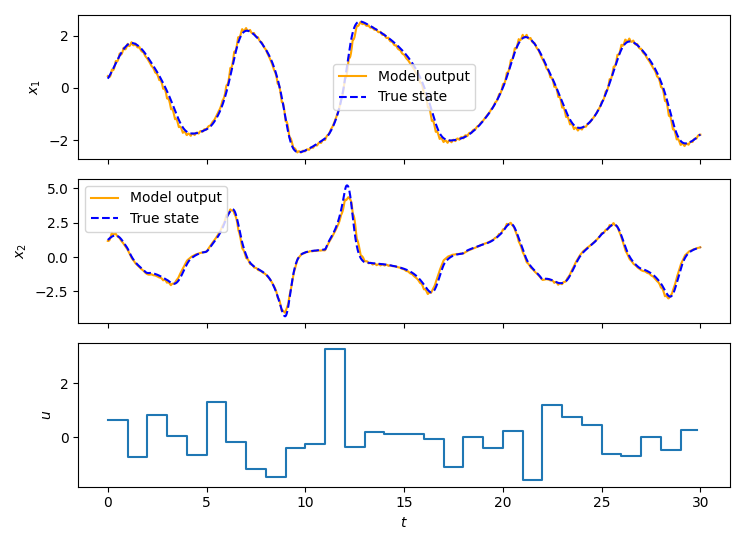 2
0
−2
x₁
Model output
True state
5.0
2.5
0.0
−2.5
x₂
Model output
True state
2
0
u
0 5 10 15 20 25 30
t